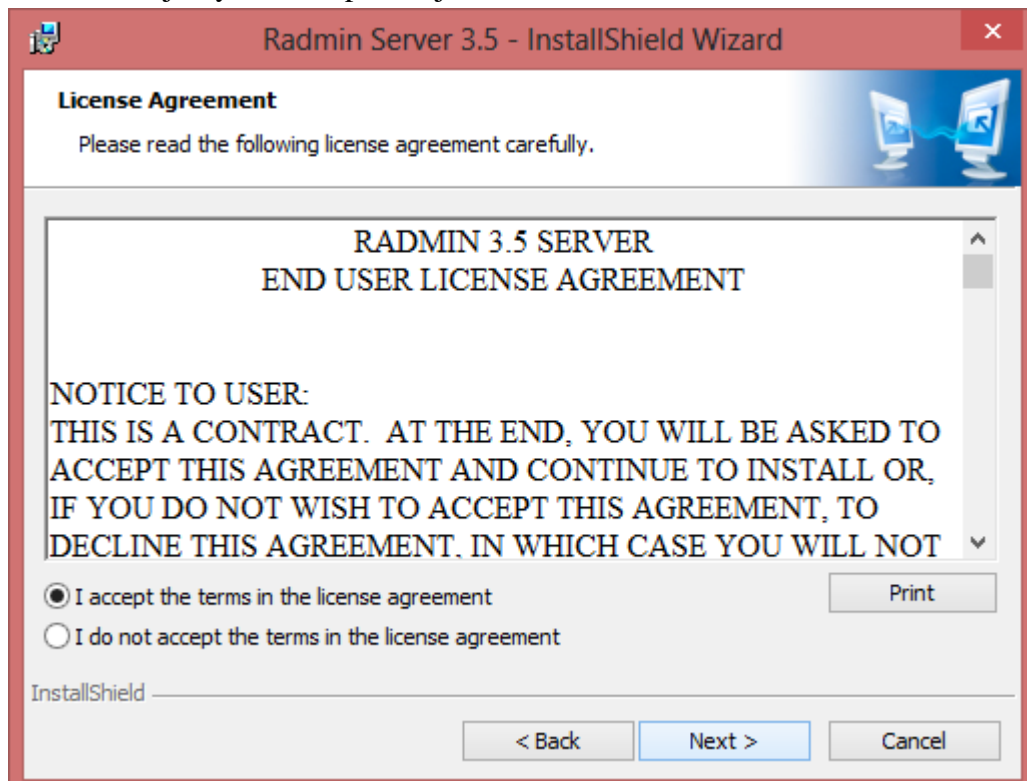 Radmin Server 3.5 - InstallShield Wizard
License Agreement
Please read the following license agreement carefully.
RADMIN 3.5 SERVER
END USER LICENSE AGREEMENT
NOTICE TO USER:
THIS IS A CONTRACT. AT THE END, YOU WILL BE ASKED TO
ACCEPT THIS AGREEMENT AND CONTINUE TO INSTALL OR,
IF YOU DO NOT WISH TO ACCEPT THIS AGREEMENT, TO
DECLINE THIS AGREEMENT, IN WHICH CASE YOU WILL NOT
I accept the terms in the license agreement
Print
I do not accept the terms in the license agreement
InstallShield
< Back
Next >
Cancel